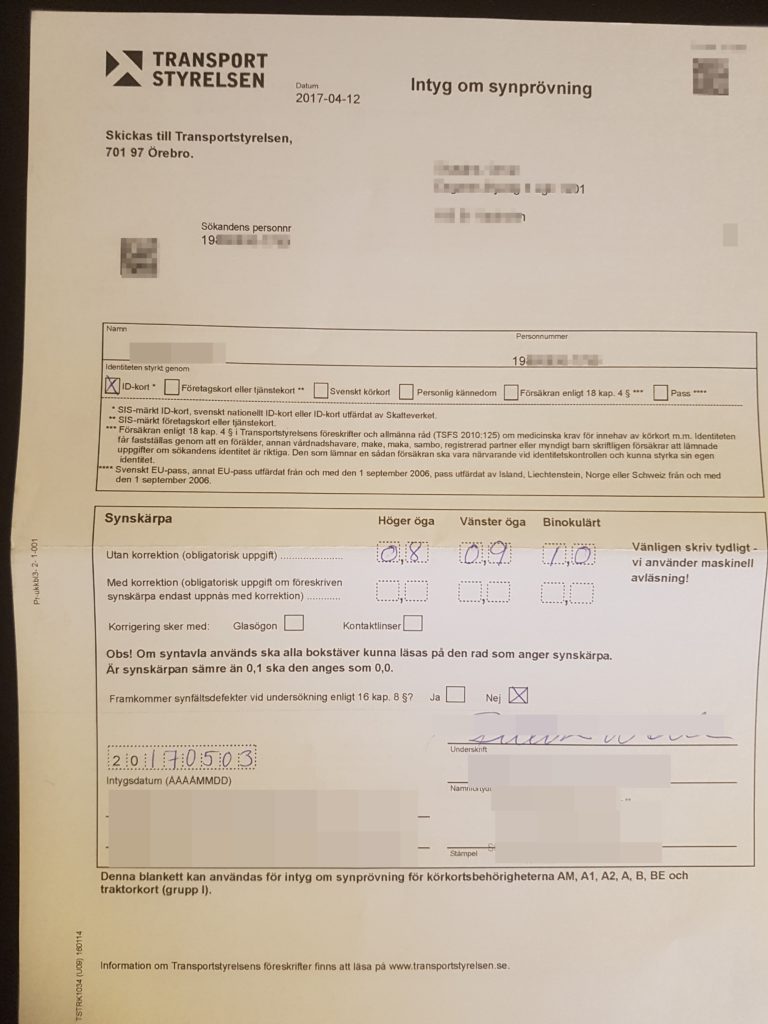 TRANSPORT
STYRELSEN
Datum
2017-04-12
Intyg om synprövning
Skickas till Transportstyrelsen,
701 97 Örebro.
01
Sökandens personnr
19
Namn
Personnummer
19
Identiteten styrkt genom
X ID-kort * Företagskort eller tjänstekort ** Svenskt körkort Personlig kännedom Försäkran enligt 18 kap. 4 § *** Pass ****
* SIS-märkt ID-kort, svenskt nationellt ID-kort eller ID-kort utfärdat av Skatteverket.
** SIS-märkt företagskort eller tjänstekort.
*** Försäkran enligt 18 kap. 4 § i Transportstyrelsens föreskrifter och allmänna råd (TSFS 2010:125) om medicinska krav för innehav av körkort m.m. Identiteten
får fastställas genom att en förälder, annan vårdnadshavare, make, maka, sambo, registrerad partner eller myndigt barn skriftligen försäkrar att lämnade
uppgifter om sökandens identitet är riktiga. Den som lämnar en sådan försäkran ska vara närvarande vid identitetskontrollen och kunna styrka sin egen
identitet.
**** Svenskt EU-pass, annat EU-pass utfärdat från och med den 1 september 2006, pass utfärdat av Island, Liechtenstein, Norge eller Schweiz från och med
den 1 september 2006.
Synskärpa
Höger öga Vänster öga Binokulärt
Utan korrektion (obligatorisk uppgift) .................... 0,8 0,9 1,0
Vänligen skriv tydligt -
vi använder maskinell
avläsning!
Med korrektion (obligatorisk uppgift om föreskriven
synskärpa endast uppnås med korrektion) ........... , , ,
Korrigering sker med: Glasögon Kontaktlinser
Obs! Om syntavla används ska alla bokstäver kunna läsas på den rad som anger synskärpa.
Är synskärpan sämre än 0,1 ska den anges som 0,0.
Framkommer synfältsdefekter vid undersökning enligt 16 kap. 8 §? Ja Nej X
20170503
Underskrift
Intygsdatum (AAAAMMDD)
Namnförtydl
Stämpel
Denna blankett kan användas för intyg om synprövning för körkortsbehörigheterna AM, A1, A2, A, B, BE och
traktorkort (grupp I).
Information om Transportstyrelsens föreskrifter finns att läsa på www.transportstyrelsen.se.
Pr-ukkbl3- 2- 1-001
TSTRK1034 (U09) 160114